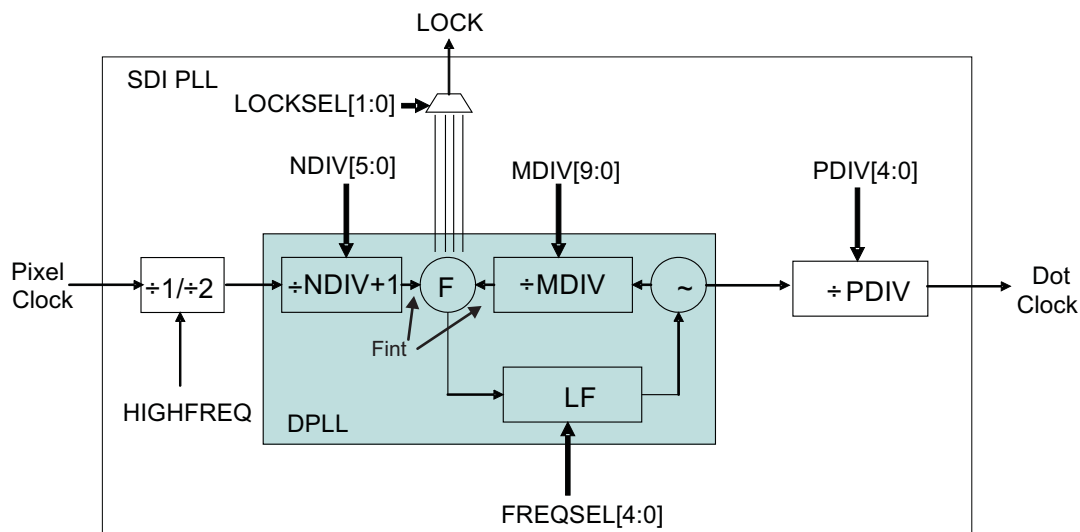 LOCK
SDI PLL
LOCKSEL[1:0]
NDIV[5:0]
MDIV[9:0]
PDIV[4:0]
Pixel
Clock
÷1/÷2
÷NDIV+1
F
÷MDIV
~
÷PDIV
Dot
Clock
Fint
HIGHFREQ
LF
DPLL
FREQSEL[4:0]